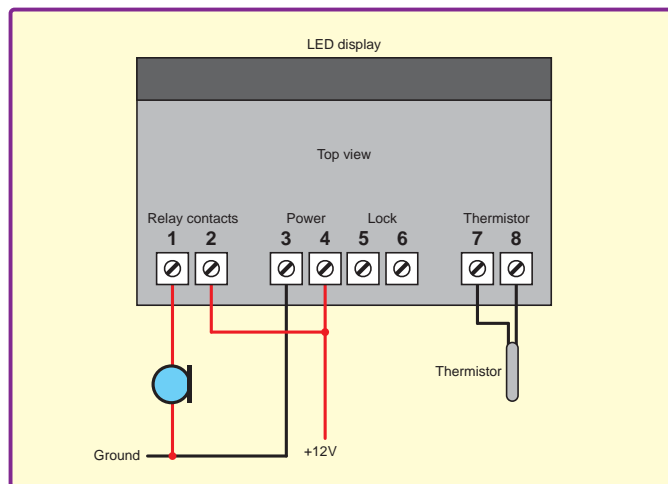 LED display
Top view
Relay contacts Power Lock Thermistor
1 2 3 4 5 6 7 8
Thermistor
Ground
+12V